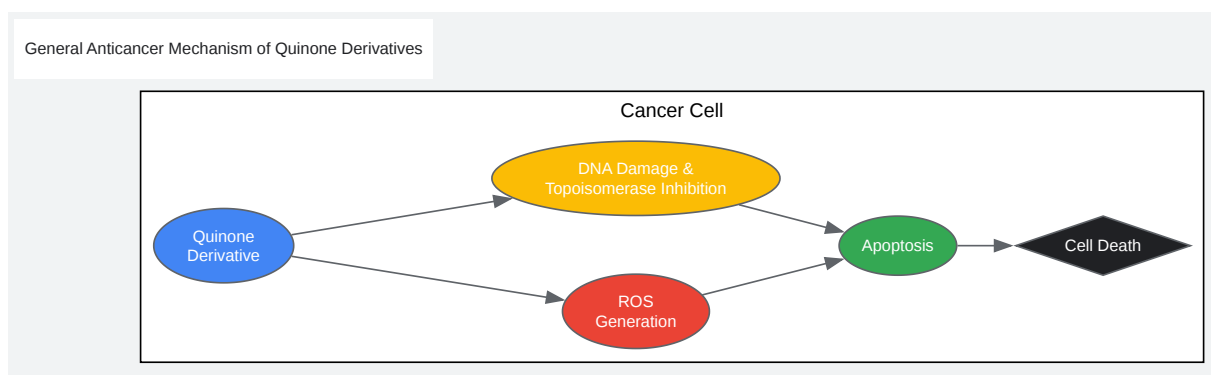 General Anticancer Mechanism of Quinone Derivatives
Cancer Cell
DNA Damage &
Topoisomerase Inhibition
Quinone
Derivative
Apoptosis
Cell Death
ROS
Generation